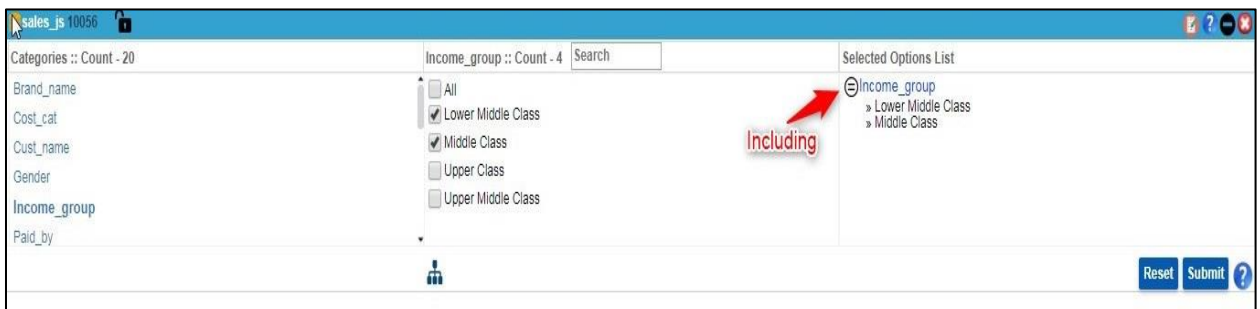 sales_js 10056
Categories :: Count - 20
Income_group :: Count - 4
Search
Selected Options List
Brand_name
Cost_cat
Cust_name
Gender
Income_group
Paid_by
All
Lower Middle Class
Middle Class
Upper Class
Upper Middle Class
Income_group
» Lower Middle Class
» Middle Class
Including
Reset
Submit
?